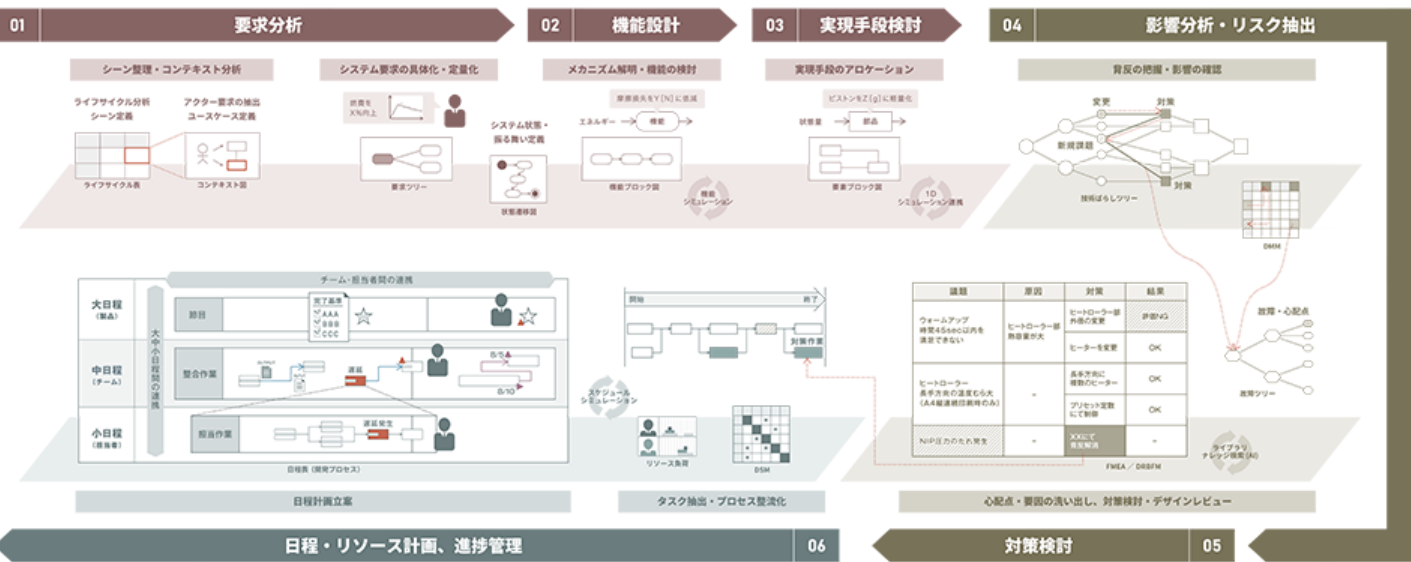 01
要求分析
02
機能設計
03
実現手段検討
04
影響分析・リスク抽出
シーン整理・コンテキスト分析
システム要求の具体化・定量化
メカニズム解明・機能の検討
実現手段のアロケーション
背反の把握・影響の確認
ライフサイクル分析
シーン定義
ライフサイクル表
アクター要求の抽出
ユースケース定義
コンテキスト図
燃費を
X%向上
要求ツリー
システム状態・
振る舞い定義
状態遷移図
摩擦損失をY[N]に低減
エネルギー
機能
機能ブロック図
機能
シミュレーション
ピストンをZ[g]に軽量化
状態量
部品
要素ブロック図
1D
シミュレーション連携
変更
対策
新規課題
対策
技術ばらしツリー
DMM
チーム・担当者間の連携
大日程
(製品)
中日程
(チーム)
小日程
(担当者)
大中小日程間の連携
節目
完了基準
AAA
BBB
CCC
整合作業
遅延
8/5
8/10
担当作業
遅延発生
日程表(開発プロセス)
開始
終了
対策作業
スケジュール
シミュレーション
リソース負荷
DSM
課題
原因
対策
結果
ウォームアップ
時間45sec以内を
満足できない
ヒートローラー部
熱容量が大
ヒートローラー部
外径の変更
評価NG
ヒーターを変更
OK
ヒートローラー
長手方向の温度むら大
(A4縦連続印刷時のみ)
-
長手方向に
複数のヒーター
OK
プリセット定数
にて制御
OK
NIP圧力のたれ発生
-
XXにて
背反解消
-
FMEA / DRBFM
故障・心配点
故障ツリー
ライブラリ
ナレッジ検索(AI)
日程計画立案
タスク抽出・プロセス整流化
心配点・要因の洗い出し、対策検討・デザインレビュー
日程・リソース計画、進捗管理
06
対策検討
05